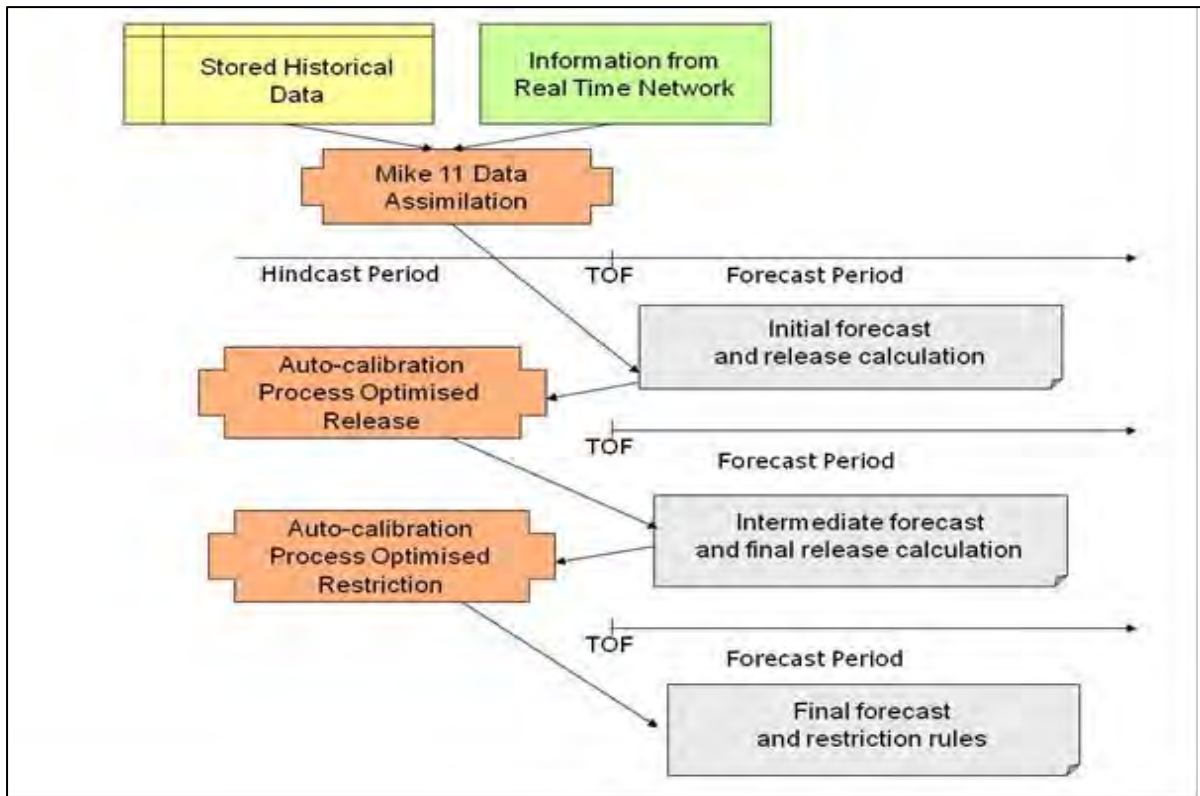 Stored Historical
Data
Information from
Real Time Network
Mike 11 Data
Assimilation
Hindcast Period
TOF
Forecast Period
Initial forecast
and release calculation
Auto-calibration
Process Optimised
Release
TOF
Forecast Period
Intermediate forecast
and final release calculation
Auto-calibration
Process Optimised
Restriction
TOF
Forecast Period
Final forecast
and restriction rules